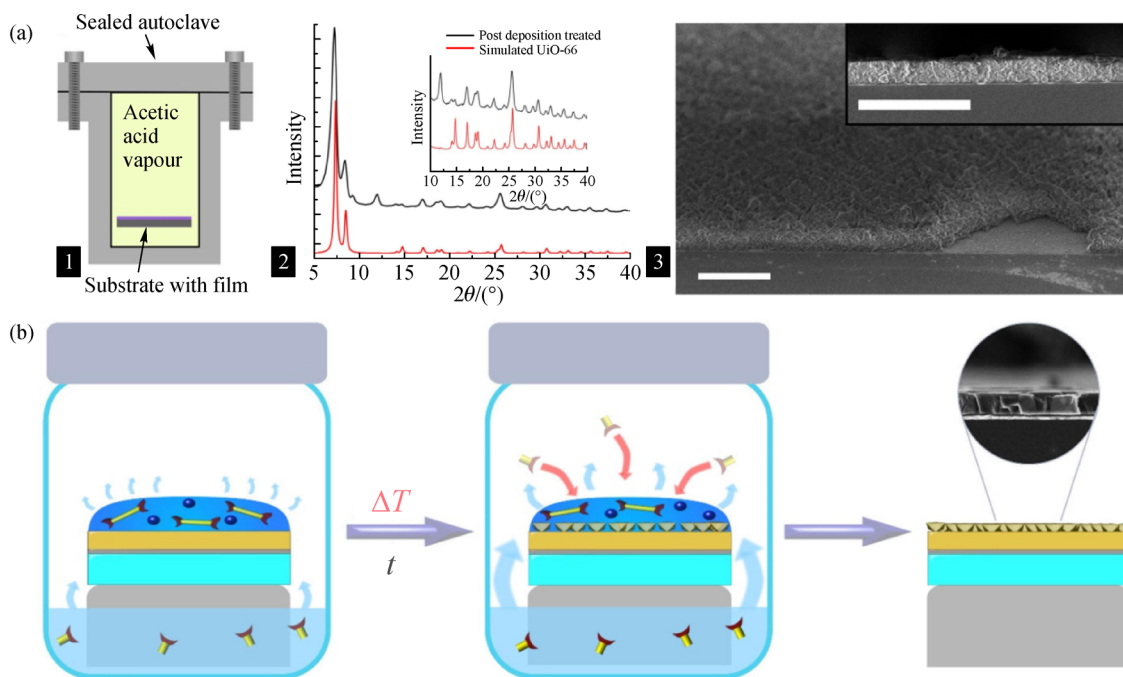 (a)
Sealed autoclave
Acetic
acid
vapour
1
Substrate with film
Intensity
Post deposition treated
Simulated UiO-66
Intensity
10 15 20 25 30 35 40
2θ/(°)
2
5 10 15 20 25 30 35 40
2θ/(°)
3
(b)
ΔT
t